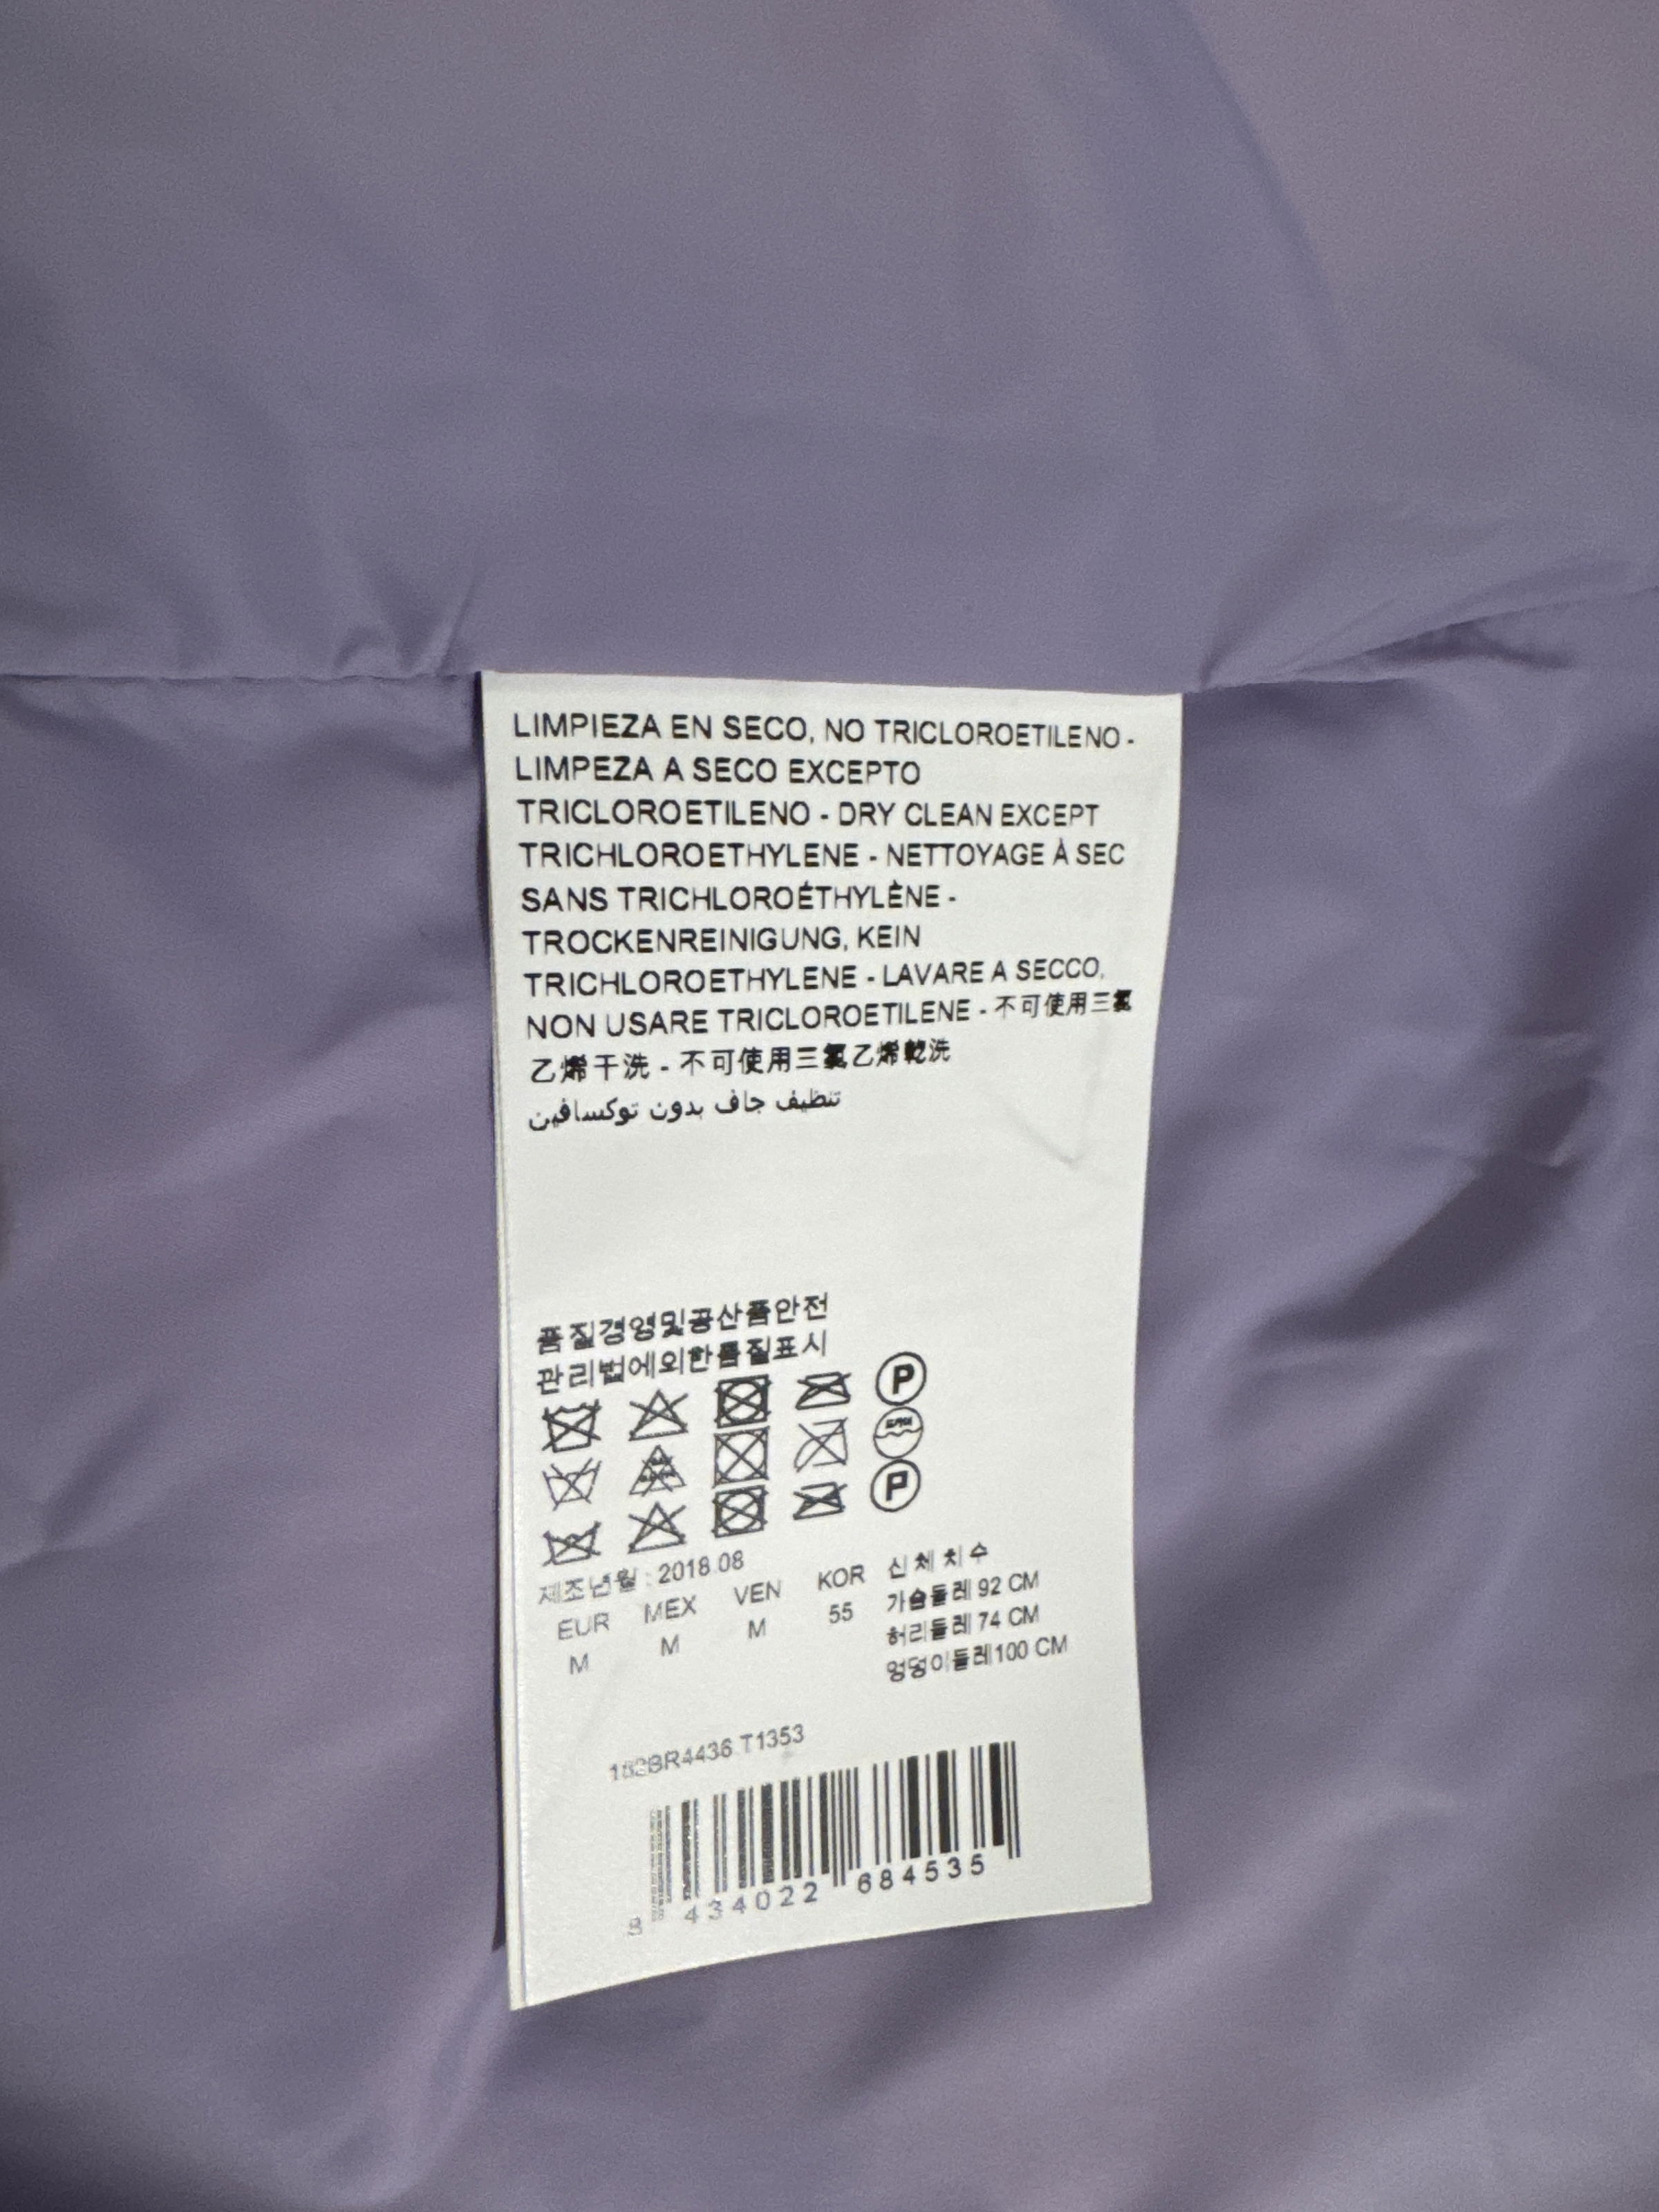 LIMPIEZA EN SECO, NO TRICLOROETILENO -
LIMPEZA A SECO EXCEPTO
TRICLOROETILENO - DRY CLEAN EXCEPT
TRICHLOROETHYLENE - NETTOYAGE À SEC
SANS TRICHLOROÉTHYLÈNE -
TROCKENREINIGUNG, KEIN
TRICHLOROETHYLENE - LAVARE A SECCO,
NON USARE TRICLOROETILENE - 不可使用三氯
乙烯干洗 - 不可使用三氯乙烯乾洗
تنظيف جاف بدون توكسافين
품질경영및공산품안전
관리법에의한품질표시
P
드라이
P
제조년월 : 2018.08
EUR MEX VEN KOR 신체치수
M M M 55 가슴둘레 92 CM
허리둘레 74 CM
엉덩이둘레100 CM
182BR4436 T1353
8 434022 684535